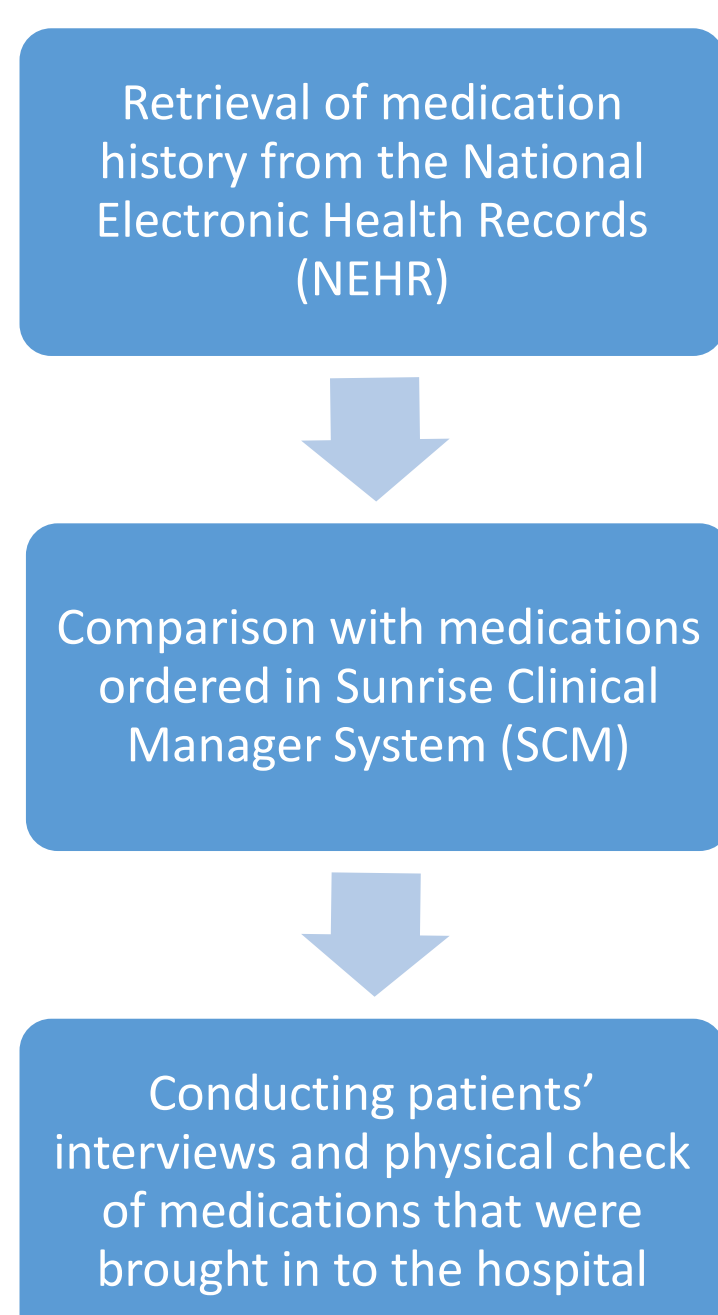 Retrieval of medication
history from the National
Electronic Health Records
(NEHR)
Comparison with medications
ordered in Sunrise Clinical
Manager System (SCM)
Conducting patients’
interviews and physical check
of medications that were
brought in to the hospital